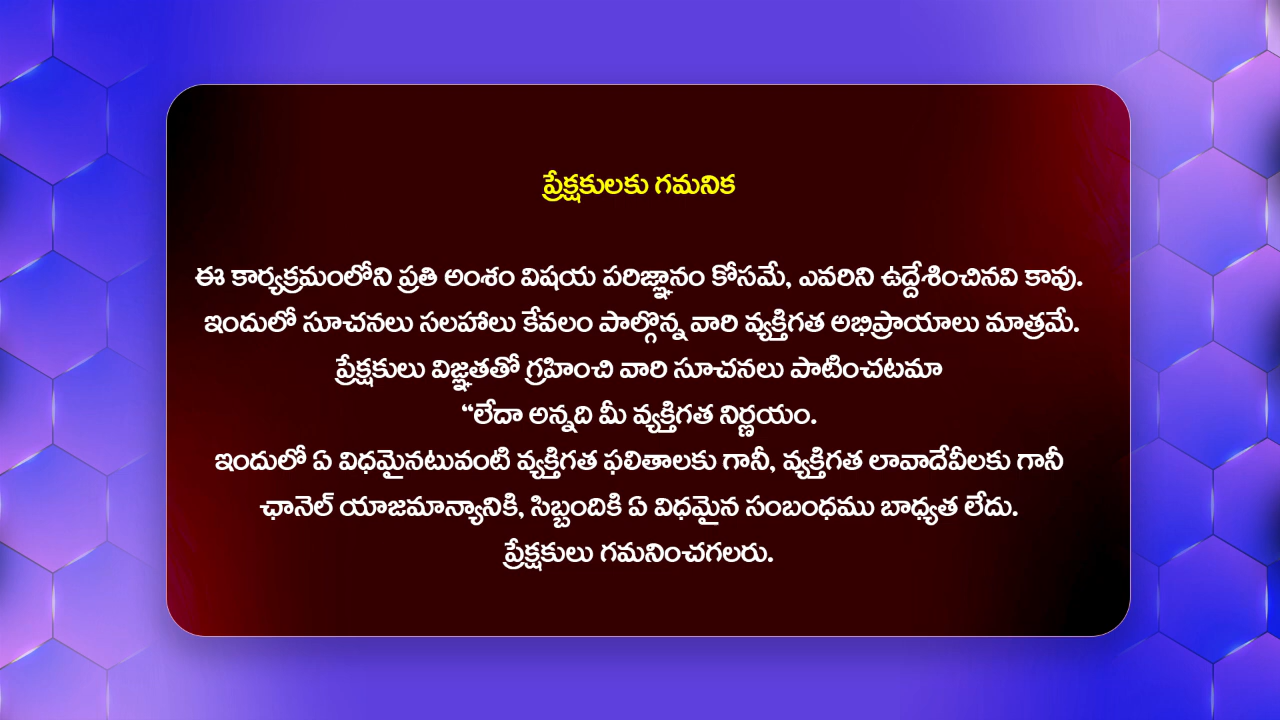 ప్రేక్షకులకు గమనిక
ఈ కార్యక్రమంలోని ప్రతి అంశం విషయ పరిజ్ఞానం కోసమే, ఎవరిని ఉద్దేశించినవి కావు.
ఇందులో సూచనలు సలహాలు కేవలం పాల్గొన్న వారి వ్యక్తిగత అభిప్రాయాలు మాత్రమే.
ప్రేక్షకులు విజ్ఞతతో గ్రహించి వారి సూచనలు పాటించటమా
“లేదా అన్నది మీ వ్యక్తిగత నిర్ణయం.
ఇందులో ఏ విధమైనటువంటి వ్యక్తిగత ఫలితాలకు గానీ, వ్యక్తిగత లావాదేవీలకు గానీ
ఛానెల్ యాజమాన్యానికి, సిబ్బందికి ఏ విధమైన సంబంధము బాధ్యత లేదు.
ప్రేక్షకులు గమనించగలరు.